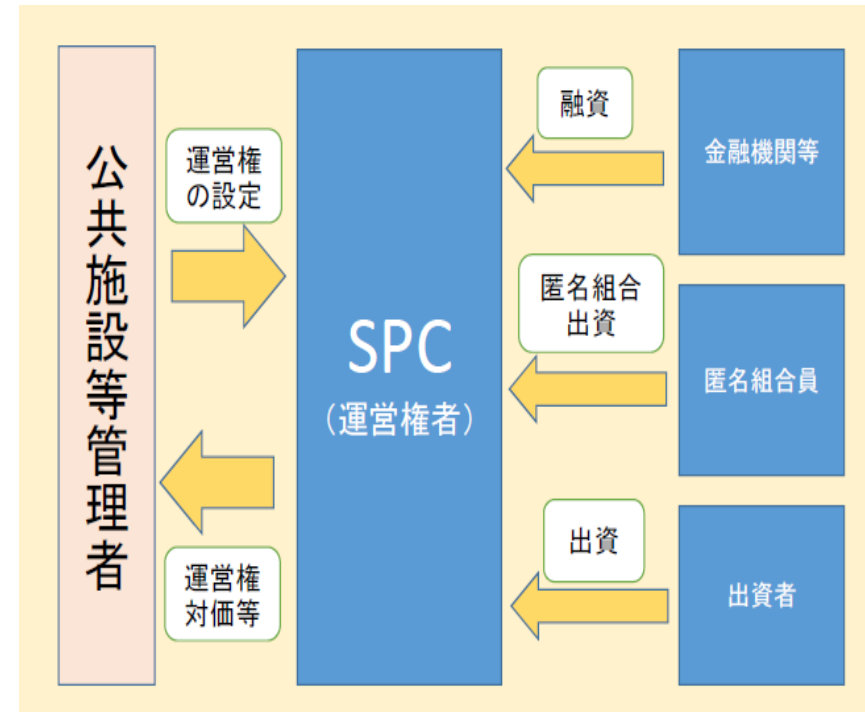 公共施設等管理者
運営権
の設定
運営権
対価等
SPC
（運営権者）
融資
匿名組合
出資
出資
金融機関等
匿名組合員
出資者